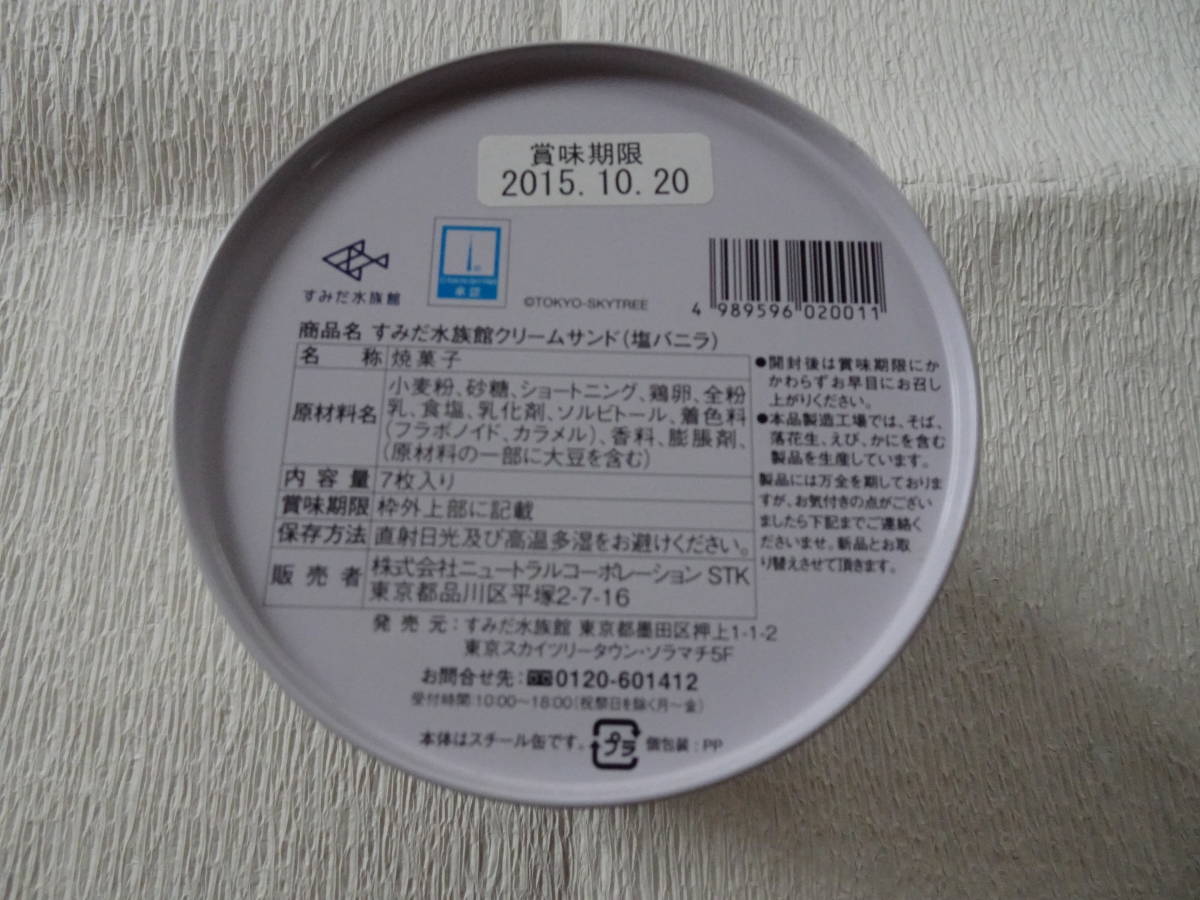 賞味期限
2015.10.20
すみだ水族館
承認
©TOKYO-SKYTREE
4 989596 020011
商品名 すみだ水族館クリームサンド(塩バニラ)
名称 焼菓子
原材料名 小麦粉、砂糖、ショートニング、鶏卵、全粉
乳、食塩、乳化剤、ソルビトール、着色料
(フラボノイド、カラメル)、香料、膨脹剤、
(原材料の一部に大豆を含む)
内容量 7枚入り
賞味期限 枠外上部に記載
保存方法 直射日光及び高温多湿をお避けください。
販売者 株式会社ニュートラルコーポレーション STK
東京都品川区平塚2-7-16
●開封後は賞味期限にか
かわらずお早目にお召し
上がりください。
●本品製造工場では、そば、
落花生、えび、かにを含む
製品を生産しています。
製品には万全を期しておりま
すが、お気付きの点がござい
ましたら下記までご連絡く
ださいませ。新品とお取
り替えさせて頂きます。
発売元:すみだ水族館 東京都墨田区押上1-1-2
東京スカイツリータウン・ソラマチ5F
お問合せ先:0120-601412
受付時間:10:00~18:00(祝祭日を除く月~金)
本体はスチール缶です。 プラ 個包装:PP